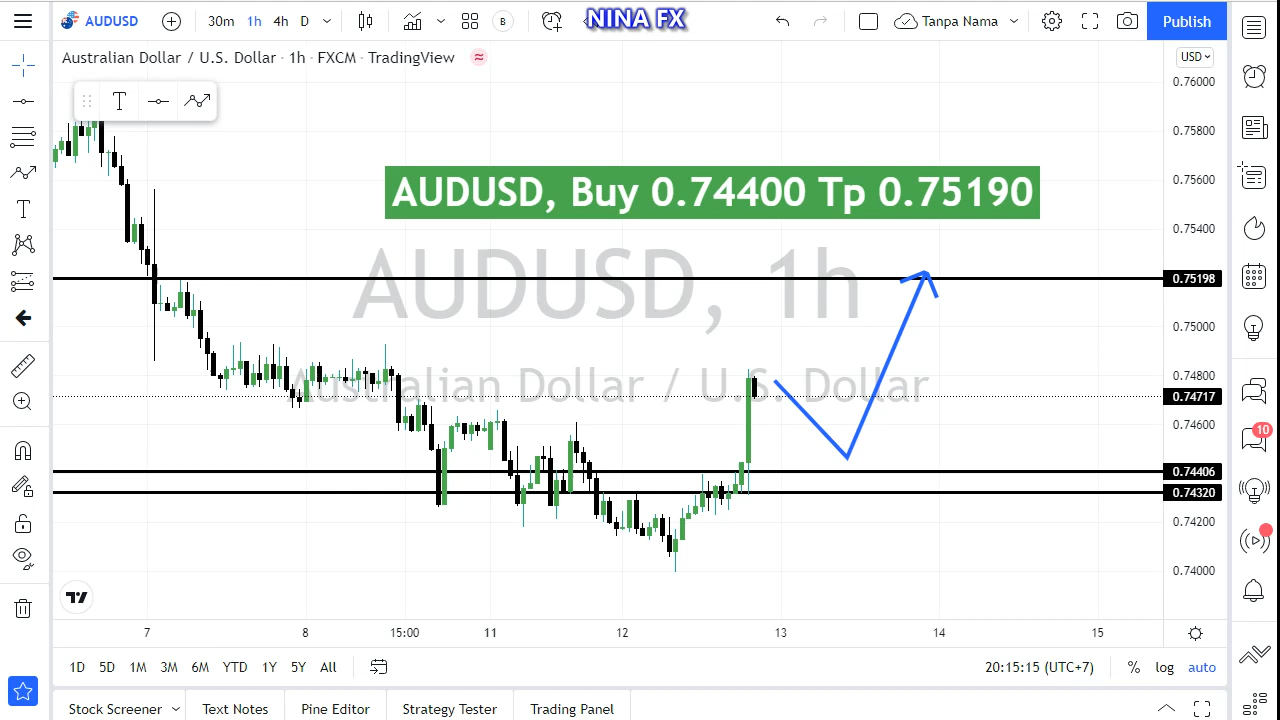 AUDUSD
30m 1h 4h D
B
NINA FX
Tanpa Nama
Publish
Australian Dollar / U.S. Dollar · 1h · FXCM · TradingView
USD
T
T
AUDUSD, Buy 0.74400 Tp 0.75190
AUDUSD, 1h
Australian Dollar / U.S. Dollar
0.76000
0.75800
0.75600
0.75400
0.75198
0.75000
0.74800
0.74717
0.74600
0.74406
0.74320
0.74200
0.74000
10
7 8 15:00 11 12 13 14 15
1D 5D 1M 3M 6M YTD 1Y 5Y All
20:15:15 (UTC+7) % log auto
Stock Screener Text Notes Pine Editor Strategy Tester Trading Panel